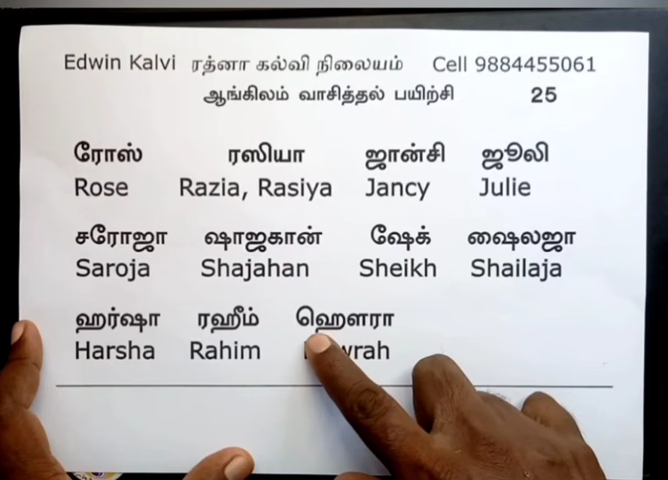 Edwin Kalvi ரத்னா கல்வி நிலையம் Cell 9884455061
ஆங்கிலம் வாசித்தல் பயிற்சி 25
ரோஸ் ரஸியா ஜான்சி ஜூலி
Rose Razia, Rasiya Jancy Julie
சரோஜா ஷாஜகான் ஷேக் ஷைலஜா
Saroja Shajahan Sheikh Shailaja
ஹர்ஷா ரஹீம் ஹௌரா
Harsha Rahim